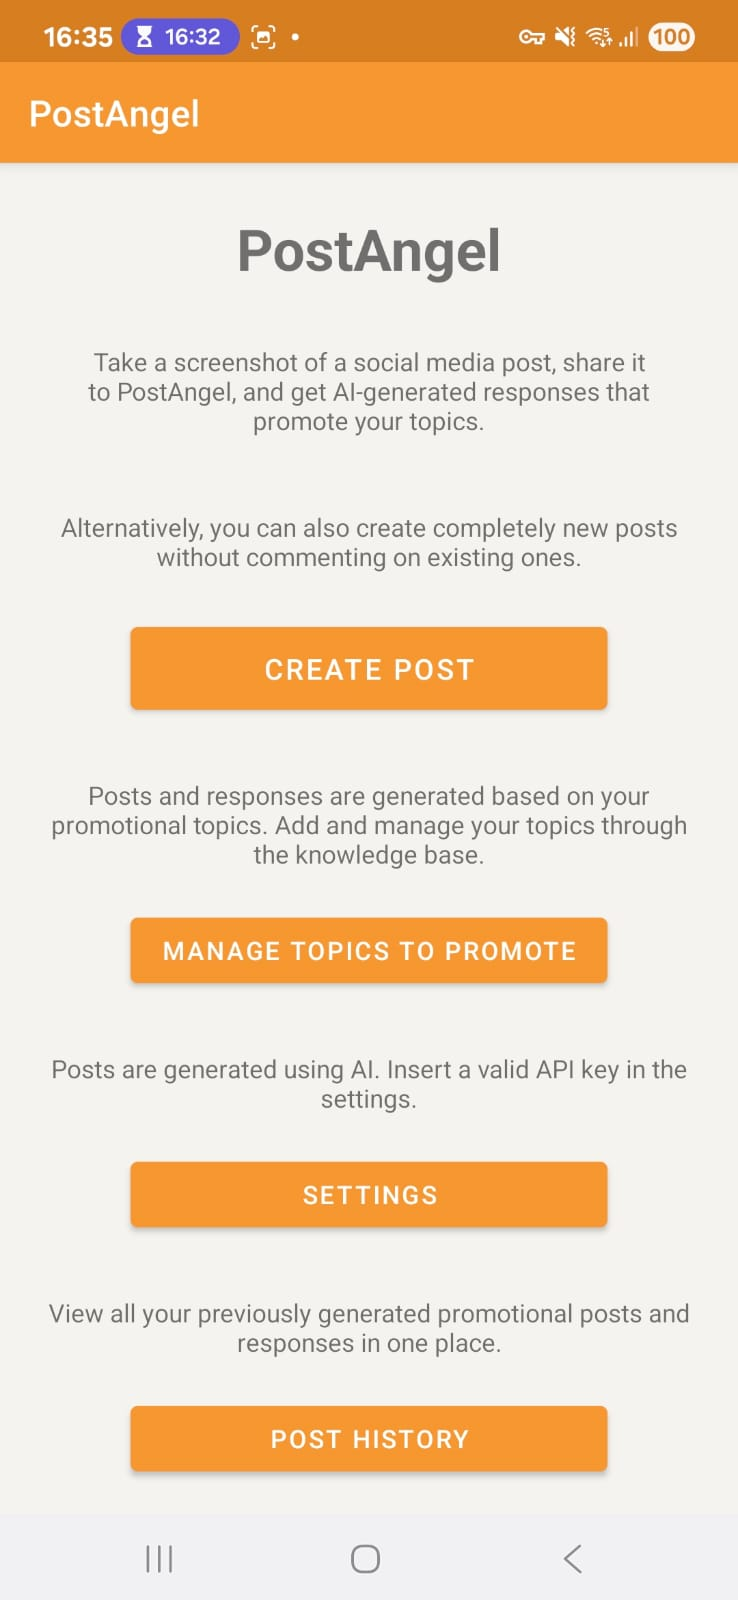 16:35 16:32 100
PostAngel
PostAngel
Take a screenshot of a social media post, share it
to PostAngel, and get AI-generated responses that
promote your topics.
Alternatively, you can also create completely new posts
without commenting on existing ones.
CREATE POST
Posts and responses are generated based on your
promotional topics. Add and manage your topics through
the knowledge base.
MANAGE TOPICS TO PROMOTE
Posts are generated using AI. Insert a valid API key in the
settings.
SETTINGS
View all your previously generated promotional posts and
responses in one place.
POST HISTORY